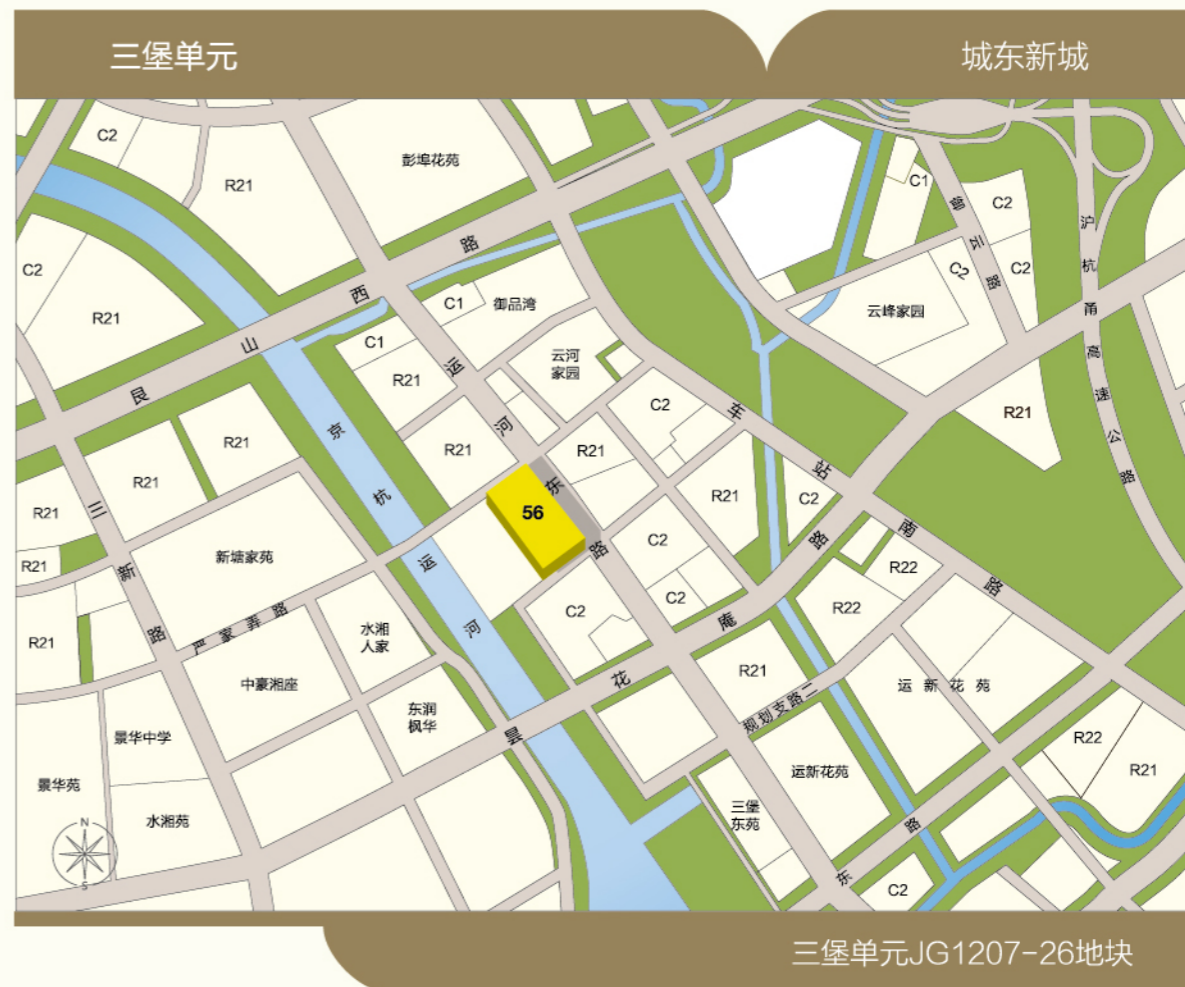 三堡单元
城东新城
C2
彭埠花苑
R21
C1
C2
御云路
沪杭甬高速公路
C2
C2
C2
R21
艮山西路
C1
御品湾
云峰家园
C1
R21
云河
家园
运河东路
京杭运河
R21
C2
车站南路
R21
R21
R21
R21
C2
R21
三新路
R21
56
新塘家苑
C2
R21
C2
R22
R22
严家弄路
水湘
人家
C2
R21
昙花庵路
中豪湘座
东润
枫华
规划支路二
运新花苑
景华中学
R22
R21
景华苑
水湘苑
运新花苑
三堡
东苑
东路
C2
N
S
三堡单元JG1207-26地块